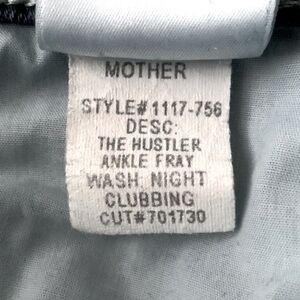 MOTHER
STYLE# 1117-756
DESC:
THE HUSTLER
ANKLE FRAY
WASH: NIGHT
CLUBBING
CUT# 701730